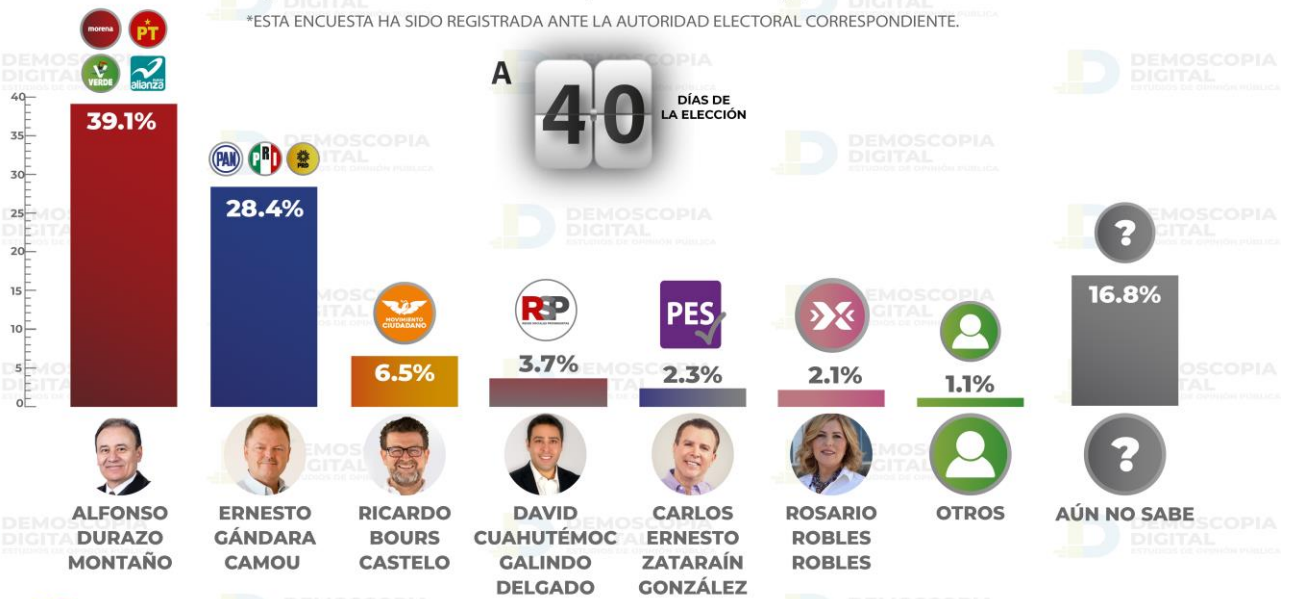 *ESTA ENCUESTA HA SIDO REGISTRADA ANTE LA AUTORIDAD ELECTORAL CORRESPONDIENTE.
A
40
DÍAS DE
LA ELECCIÓN
morena
PT
VERDE
alianza
PAN
PRI
PRD
MOVIMIENTO
CIUDADANO
RSP
PES
40
35
30
25
20
15
10
5
0
39.1%
28.4%
6.5%
3.7%
2.3%
2.1%
1.1%
16.8%
?
?
ALFONSO
DURAZO
MONTAÑO
ERNESTO
GÁNDARA
CAMOU
RICARDO
BOURS
CASTELO
DAVID
CUAHUTÉMOC
GALINDO
DELGADO
CARLOS
ERNESTO
ZATARAÍN
GONZÁLEZ
ROSARIO
ROBLES
ROBLES
OTROS
AÚN NO SABE
DEMOSCOPIA
DIGITAL
ESTUDIOS DE OPINIÓN PÚBLICA